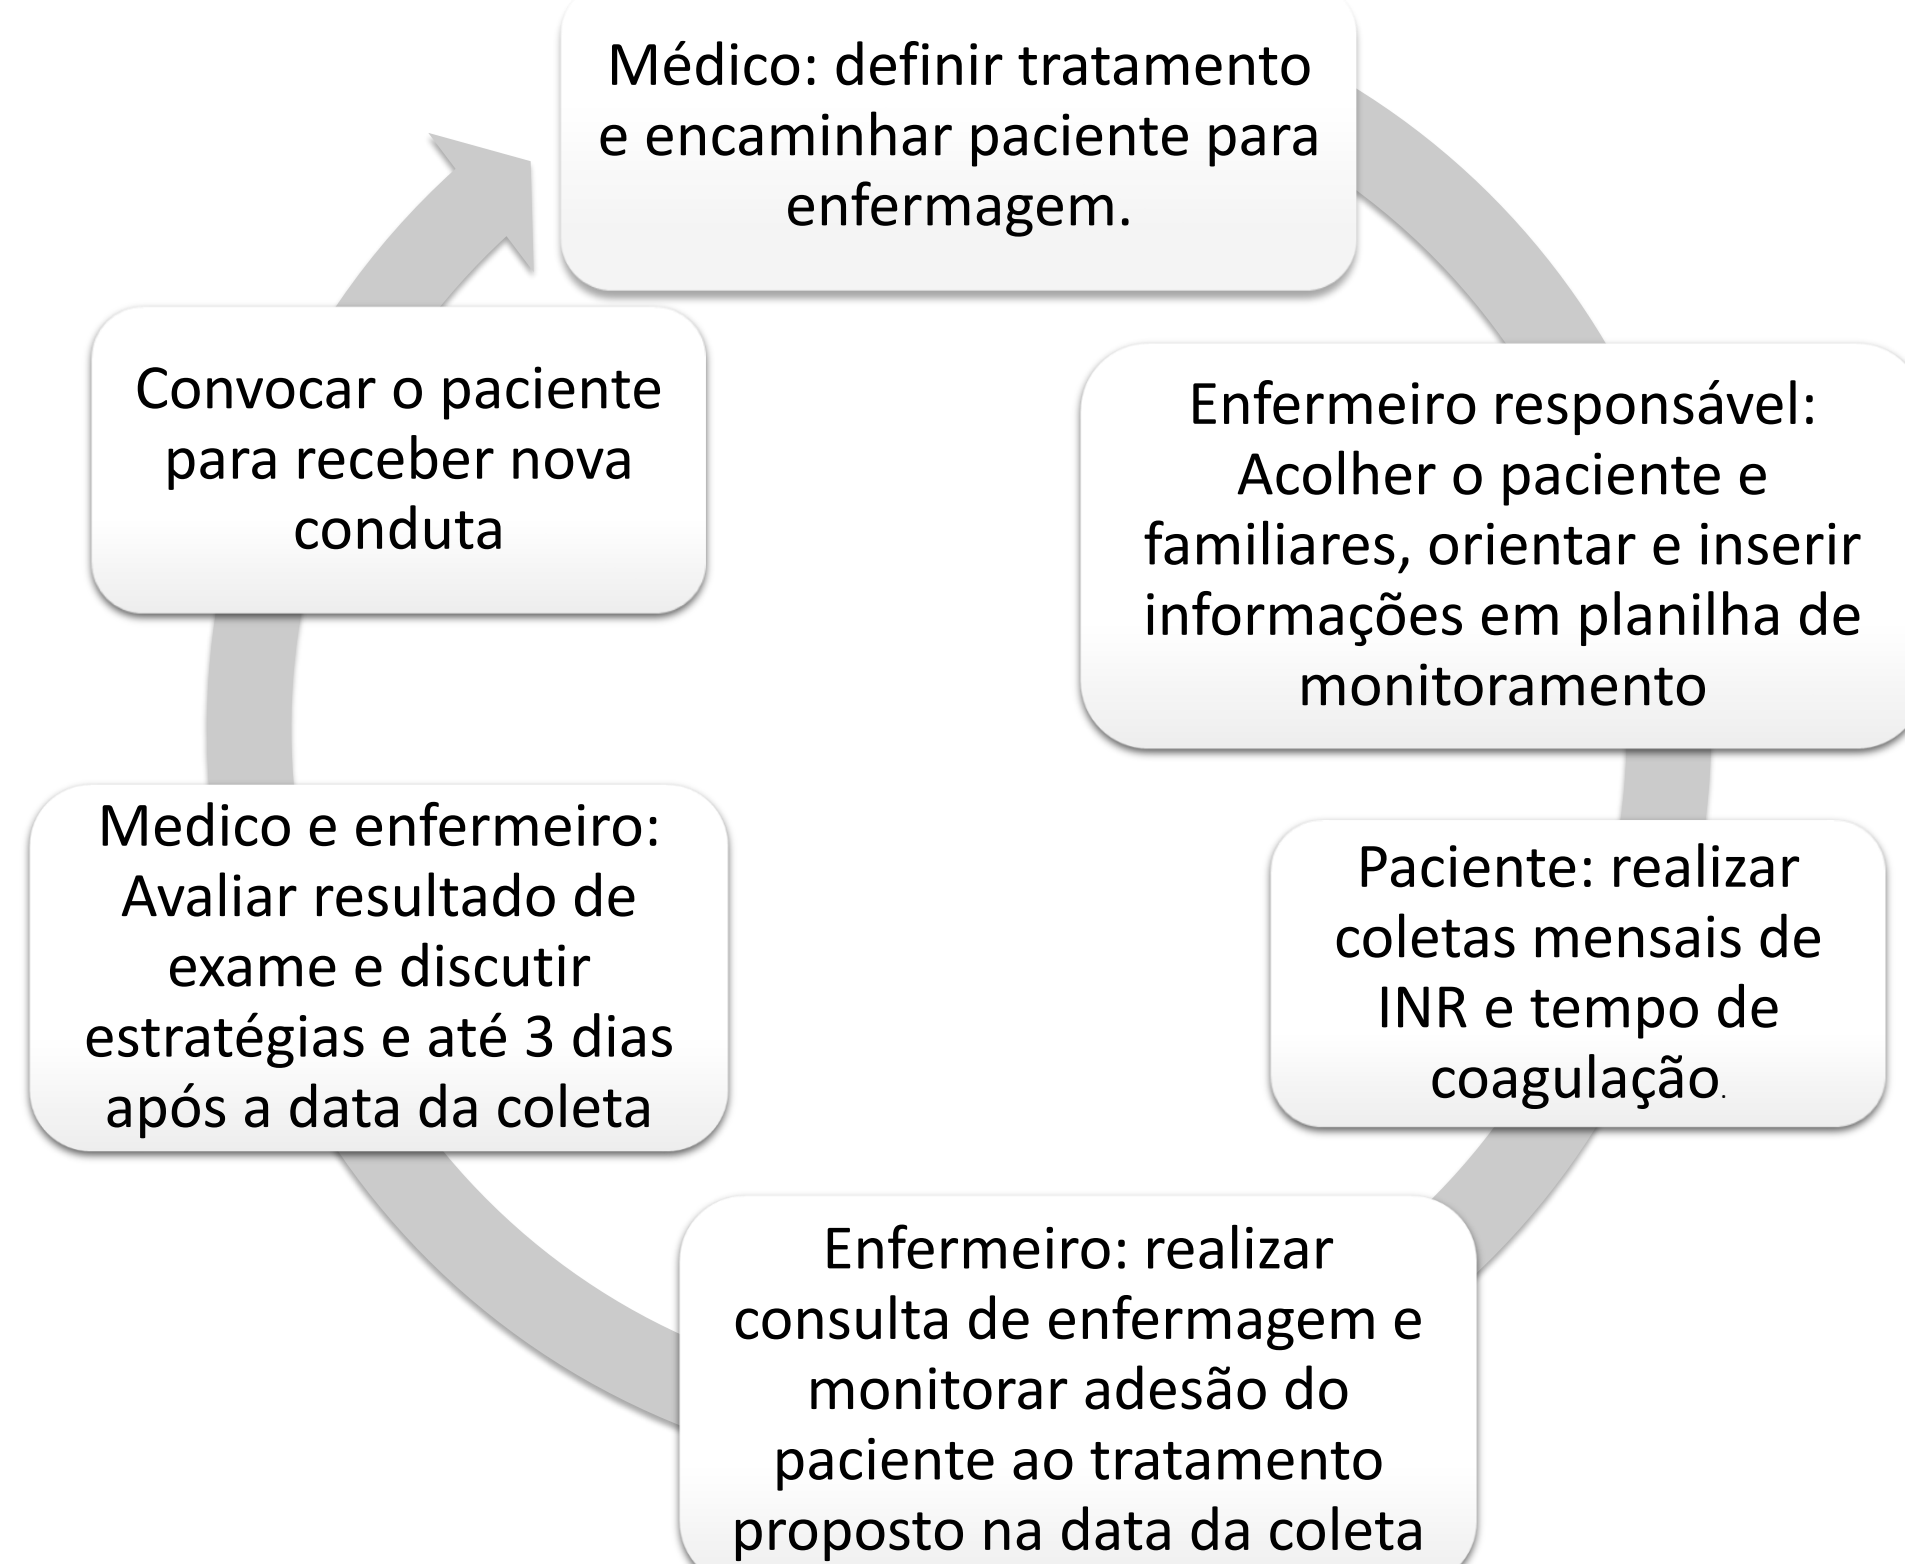 Médico: definir tratamento
e encaminhar paciente para
enfermagem.
Enfermeiro responsável:
Acolher o paciente e
familiares, orientar e inserir
informações em planilha de
monitoramento
Paciente: realizar
coletas mensais de
INR e tempo de
coagulação.
Enfermeiro: realizar
consulta de enfermagem e
monitorar adesão do
paciente ao tratamento
proposto na data da coleta
Medico e enfermeiro:
Avaliar resultado de
exame e discutir
estratégias e até 3 dias
após a data da coleta
Convocar o paciente
para receber nova
conduta